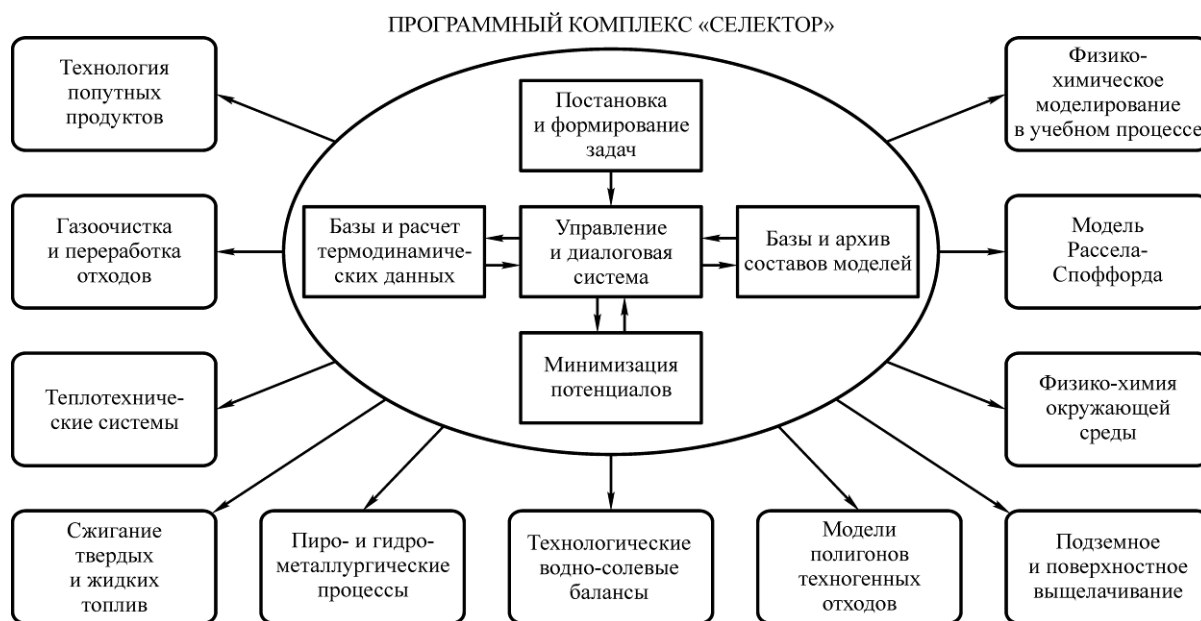 ПРОГРАММНЫЙ КОМПЛЕКС «СЕЛЕКТОР»
Технология
попутных
продуктов
Физико-
химическое
моделирование
в учебном процессе
Постановка
и формирование
задач
Газоочистка
и переработка
отходов
Базы и расчет
термодинамиче-
ских данных
Управление
и диалоговая
система
Базы и архив
составов моделей
Модель
Рассела-
Споффорда
Минимизация
потенциалов
Теплотехниче-
ские системы
Физико-химия
окружающей
среды
Сжигание
твердых
и жидких
топлив
Пиро- и гидро-
металлургические
процессы
Технологические
водно-солевые
балансы
Модели
полигонов
техногенных
отходов
Подземное
и поверхностное
выщелачивание